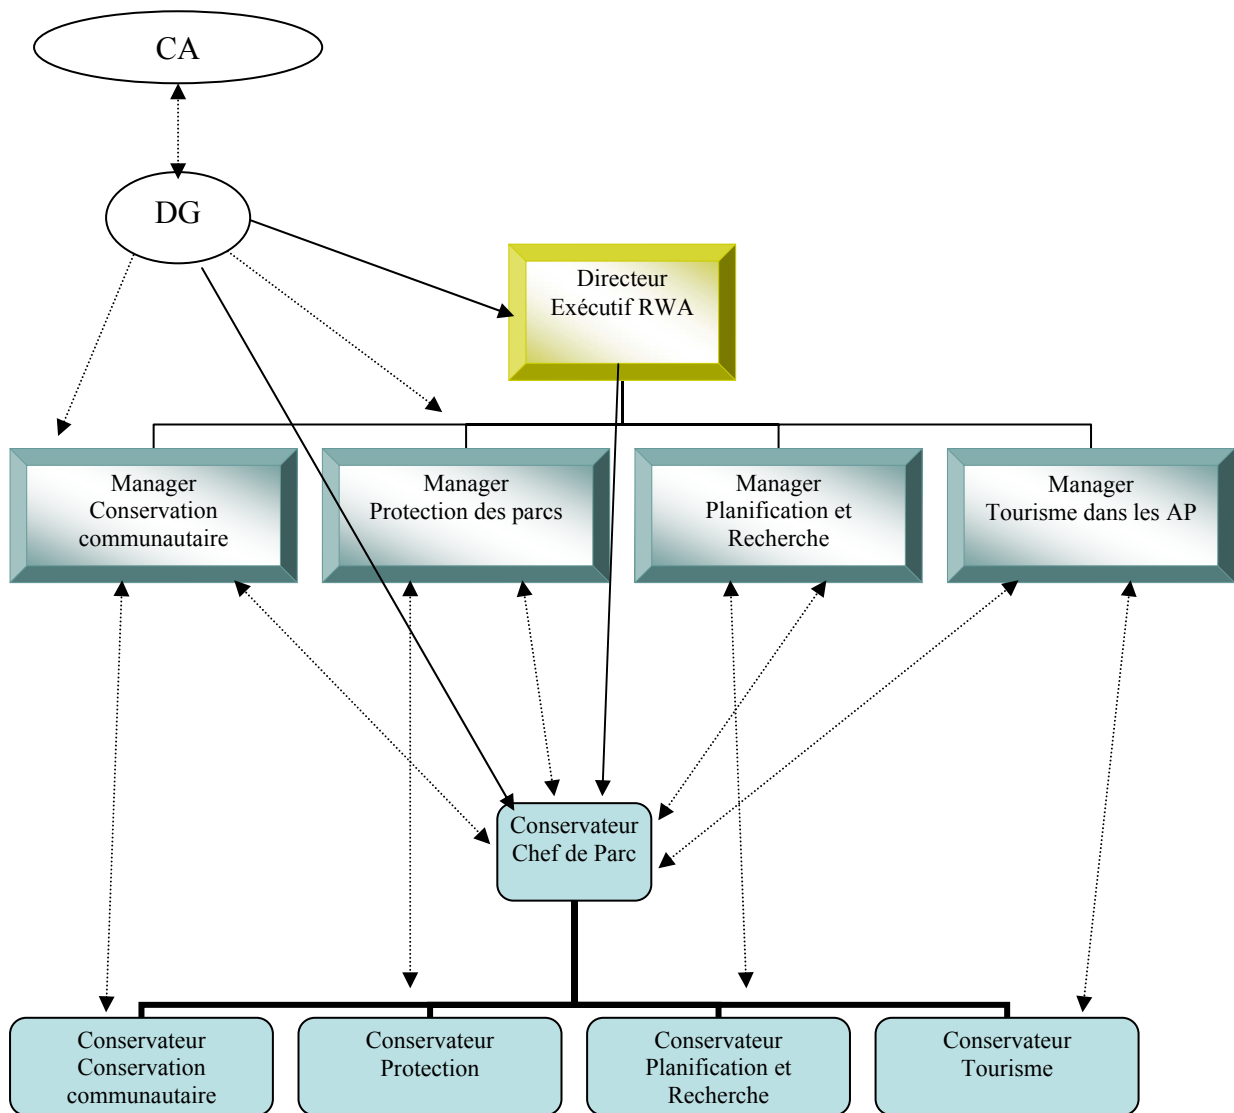 CA
DG
Directeur
Exécutif RWA
Manager
Conservation
communautaire
Manager
Protection des parcs
Manager
Planification et
Recherche
Manager
Tourisme dans les AP
Conservateur
Chef de Parc
Conservateur
Conservation
communautaire
Conservateur
Protection
Conservateur
Planification et
Recherche
Conservateur
Tourisme